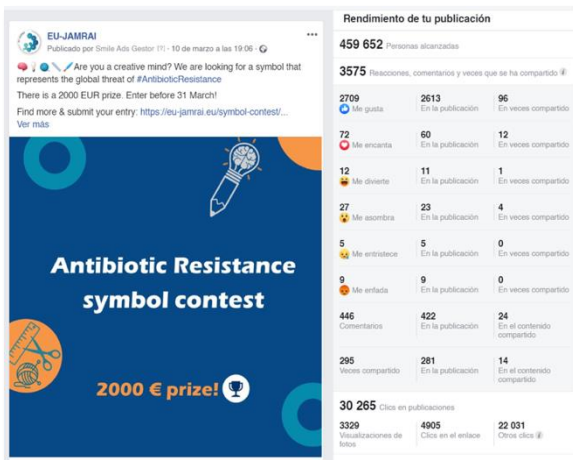 EU-JAMRAI
Publicado por Smile Ads Gestor [?] · 10 de marzo a las 19:06 ·
Are you a creative mind? We are looking for a symbol that
represents the global threat of #AntibioticResistance
There is a 2000 EUR prize. Enter before 31 March!
Find more & submit your entry: https://eu-jamrai.eu/symbol-contest/...
Ver más
Antibiotic Resistance
symbol contest
2000 € prize!
Rendimiento de tu publicación
459 652 Personas alcanzadas
3575 Reacciones, comentarios y veces que se ha compartido
2709 2613 96
Me gusta En la publicación En veces compartido
72 60 12
Me encanta En la publicación En veces compartido
12 11 1
Me divierte En la publicación En veces compartido
27 23 4
Me asombra En la publicación En veces compartido
5 5 0
Me entristece En la publicación En veces compartido
9 9 0
Me enfada En la publicación En veces compartido
446 422 24
Comentarios En la publicación En el contenido
compartido
295 281 14
Veces compartido En la publicación En el contenido
compartido
30 265 Clics en publicaciones
3329 4905 22 031
Visualizaciones de Clics en el enlace Otros clics
fotos